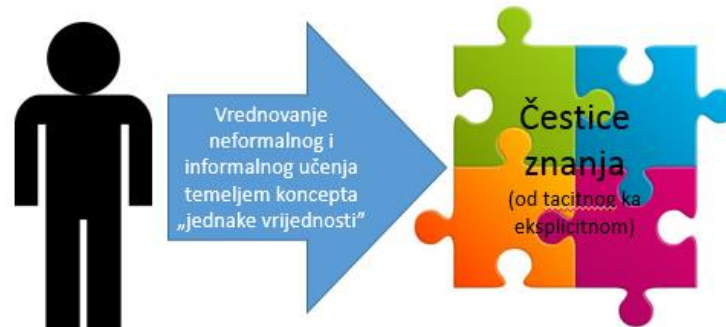 Vrednovanje
neformalnog i
informalnog učenja
temeljem koncepta
„jednake vrijednosti”
Čestice
znanja
(od tacitnog ka
eksplicitnom)